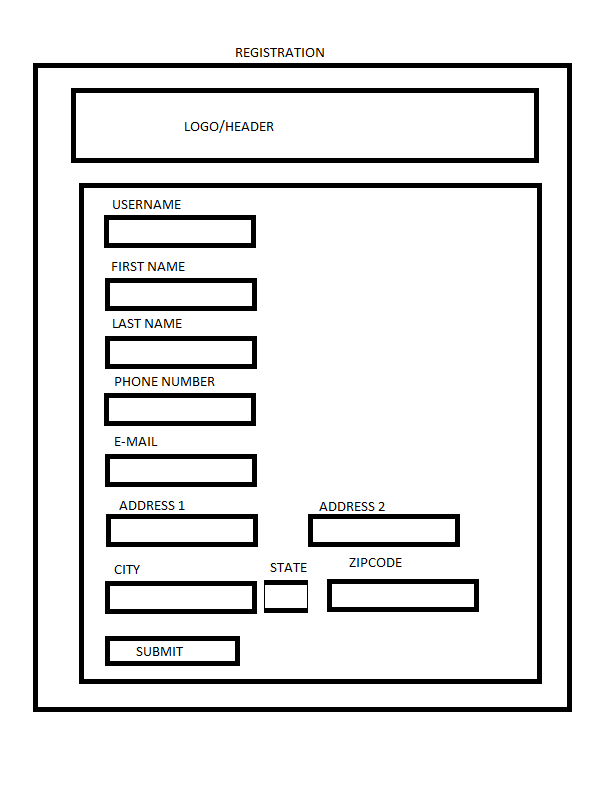 REGISTRATION
LOGO/HEADER
USERNAME
FIRST NAME
LAST NAME
PHONE NUMBER
E-MAIL
ADDRESS 1 ADDRESS 2
CITY STATE ZIPCODE
SUBMIT